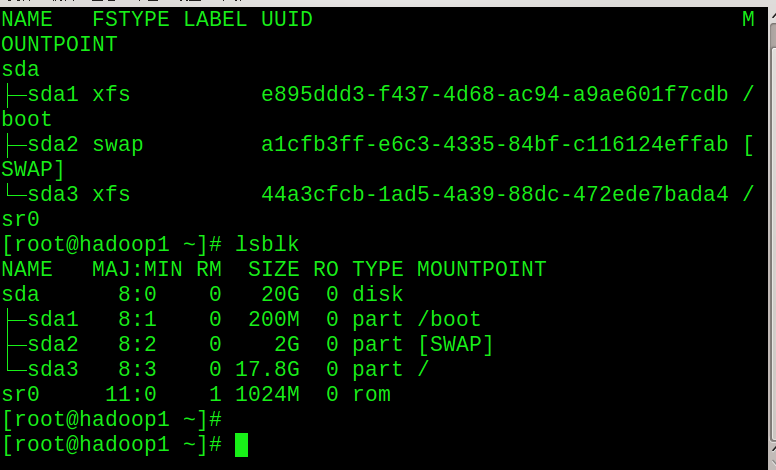 NAME   FSTYPE LABEL UUID                                 M
OUNTPOINT
sda
├─sda1 xfs          e895ddd3-f437-4d68-ac94-a9ae601f7cdb /
boot
├─sda2 swap         a1cfb3ff-e6c3-4335-84bf-c116124effab [
SWAP]
└─sda3 xfs          44a3cfcb-1ad5-4a39-88dc-472ede7bada4 /
sr0
[root@hadoop1 ~]# lsblk
NAME   MAJ:MIN RM  SIZE RO TYPE MOUNTPOINT
sda      8:0    0   20G  0 disk
├─sda1   8:1    0  200M  0 part /boot
├─sda2   8:2    0    2G  0 part [SWAP]
└─sda3   8:3    0 17.8G  0 part /
sr0     11:0    1 1024M  0 rom
[root@hadoop1 ~]#
[root@hadoop1 ~]#